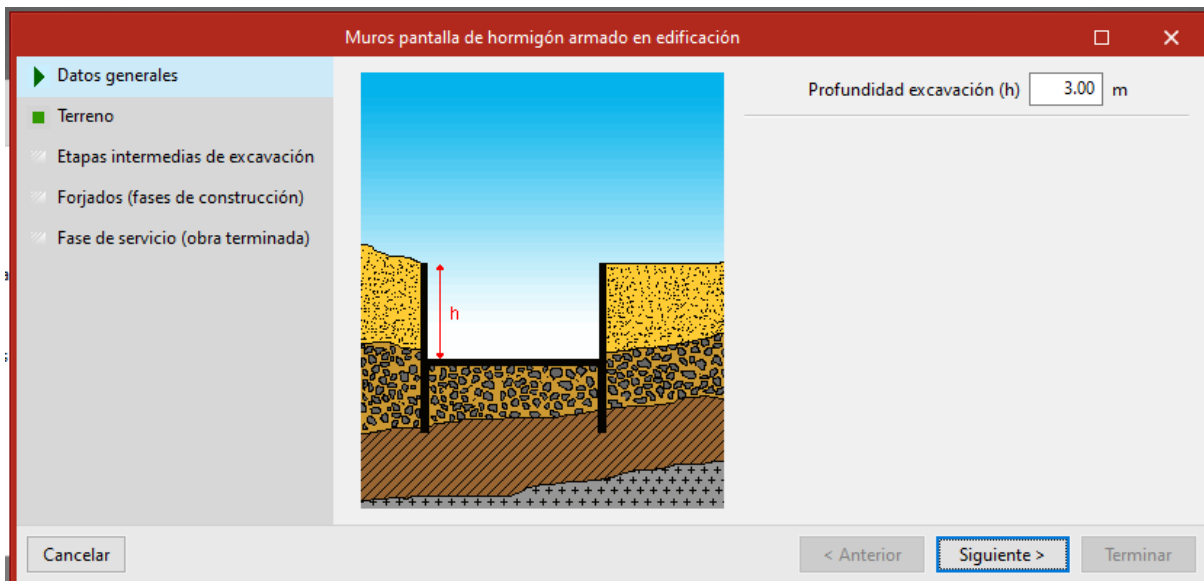 Muros pantalla de hormigón armado en edificación
Datos generales
Terreno
Etapas intermedias de excavación
Forjados (fases de construcción)
Fase de servicio (obra terminada)
h
Profundidad excavación (h) 3.00 m
Cancelar
< Anterior
Siguiente >
Terminar